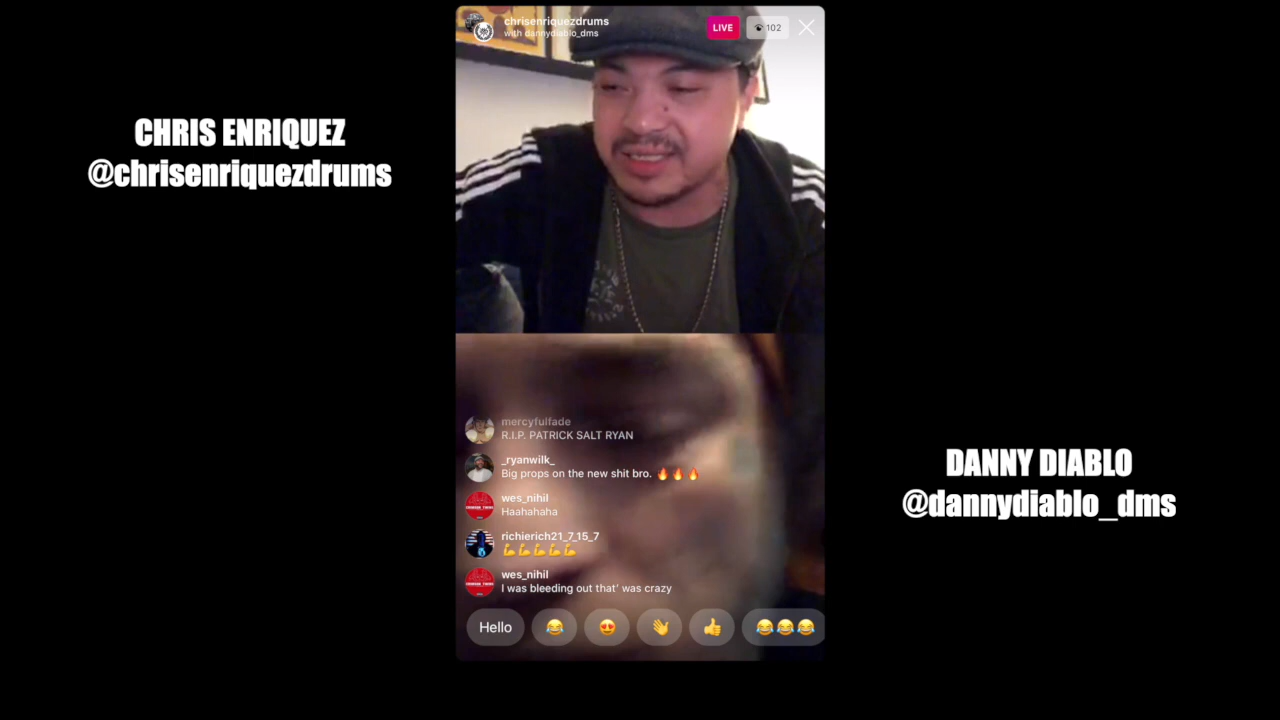 chrisenriquezdrums
with dannydiablo_dms
LIVE
102
CHRIS ENRIQUEZ
@chrisenriquezdrums
mercyfulfade
R.I.P. PATRICK SALT RYAN
_ryanwilk_
Big props on the new shit bro. 🔥🔥🔥
wes_nihil
Haahahaha
richierich21_7_15_7
💪💪💪💪💪
wes_nihil
I was bleeding out that' was crazy
DANNY DIABLO
@dannydiablo_dms
Hello 😂 😍 👋 👍 😂😂😂